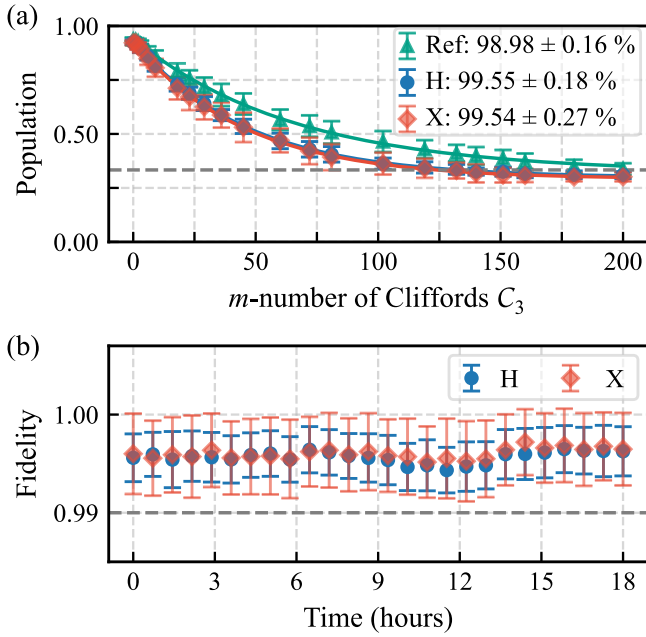 (a)
1.00
0.50
0.00
Population
Ref: 98.98 ± 0.16 %
H: 99.55 ± 0.18 %
X: 99.54 ± 0.27 %
0 50 100 150 200
m-number of Cliffords C₃
(b)
1.00
0.99
Fidelity
H X
0 3 6 9 12 15 18
Time (hours)